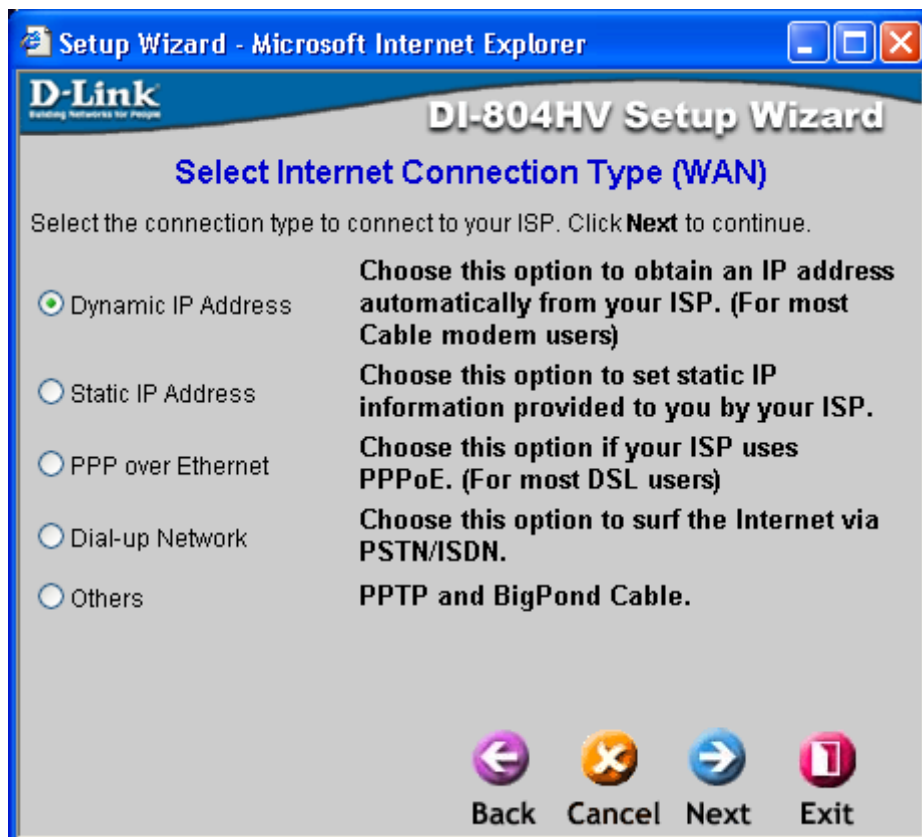 Setup Wizard - Microsoft Internet Explorer
D-Link
Building Networks for People
DI-804HV Setup Wizard
Select Internet Connection Type (WAN)
Select the connection type to connect to your ISP. Click Next to continue.
Dynamic IP Address
Choose this option to obtain an IP address
automatically from your ISP. (For most
Cable modem users)
Static IP Address
Choose this option to set static IP
information provided to you by your ISP.
PPP over Ethernet
Choose this option if your ISP uses
PPPoE. (For most DSL users)
Dial-up Network
Choose this option to surf the Internet via
PSTN/ISDN.
Others
PPTP and BigPond Cable.
Back Cancel Next Exit